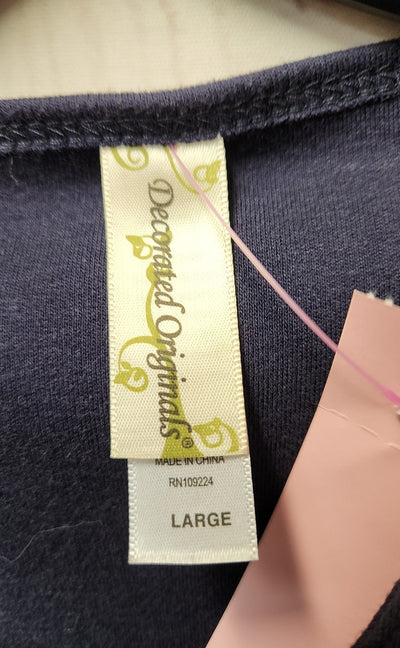 Decorated Originals®
MADE IN CHINA
RN109224
LARGE